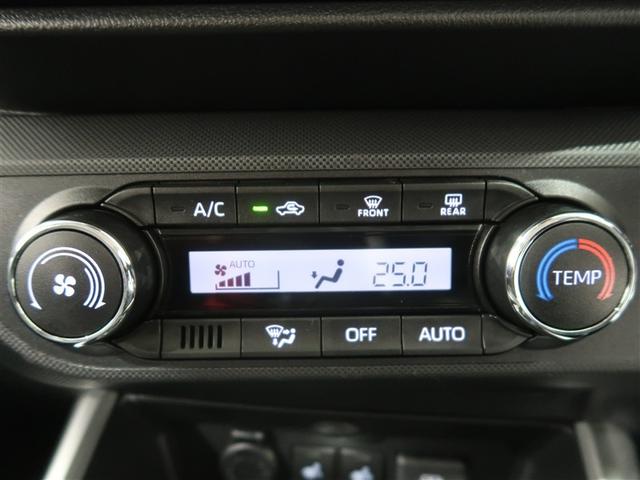 A/C
FRONT
REAR
AUTO
25.0
TEMP
OFF
AUTO